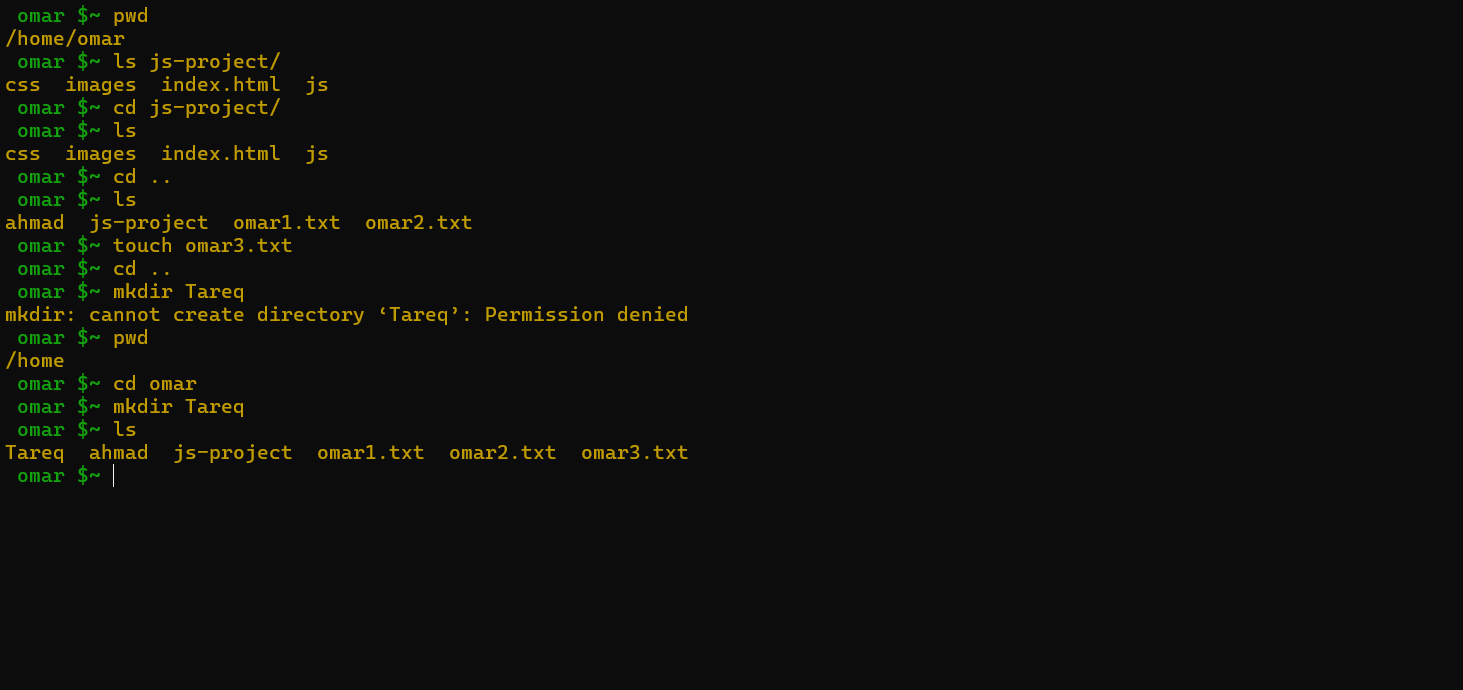 omar $~ pwd
/home/omar
omar $~ ls js-project/
css  images  index.html  js
omar $~ cd js-project/
omar $~ ls
css  images  index.html  js
omar $~ cd ..
omar $~ ls
ahmad  js-project  omar1.txt  omar2.txt
omar $~ touch omar3.txt
omar $~ cd ..
omar $~ mkdir Tareq
mkdir: cannot create directory ‘Tareq’: Permission denied
omar $~ pwd
/home
omar $~ cd omar
omar $~ mkdir Tareq
omar $~ ls
Tareq  ahmad  js-project  omar1.txt  omar2.txt  omar3.txt
omar $~